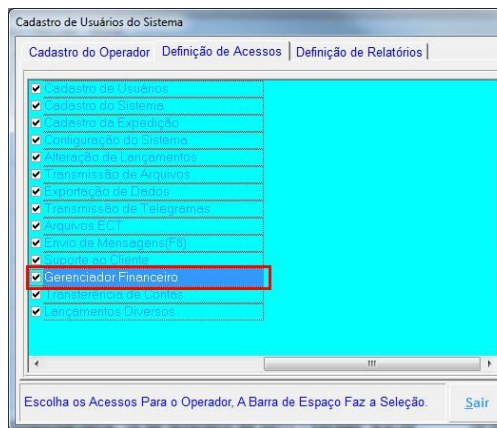 Cadastro de Usuários do Sistema
Cadastro do Operador Definição de Acessos Definição de Relatórios
Cadastro de Usuários
Cadastro do Sistema
Cadastro da Expedição
Configuração do Sistema
Alteração de Lançamentos
Transmissão de Arquivos
Exportação de Dados
Transmissão de Telegramas
Arquivos ECT
Envio de Mensagens(F8)
Suporte ao Cliente
Gerenciador Financeiro
Transferência de Contas
Lançamentos Diversos
Escolha os Acessos Para o Operador, A Barra de Espaço Faz a Seleção. Sair